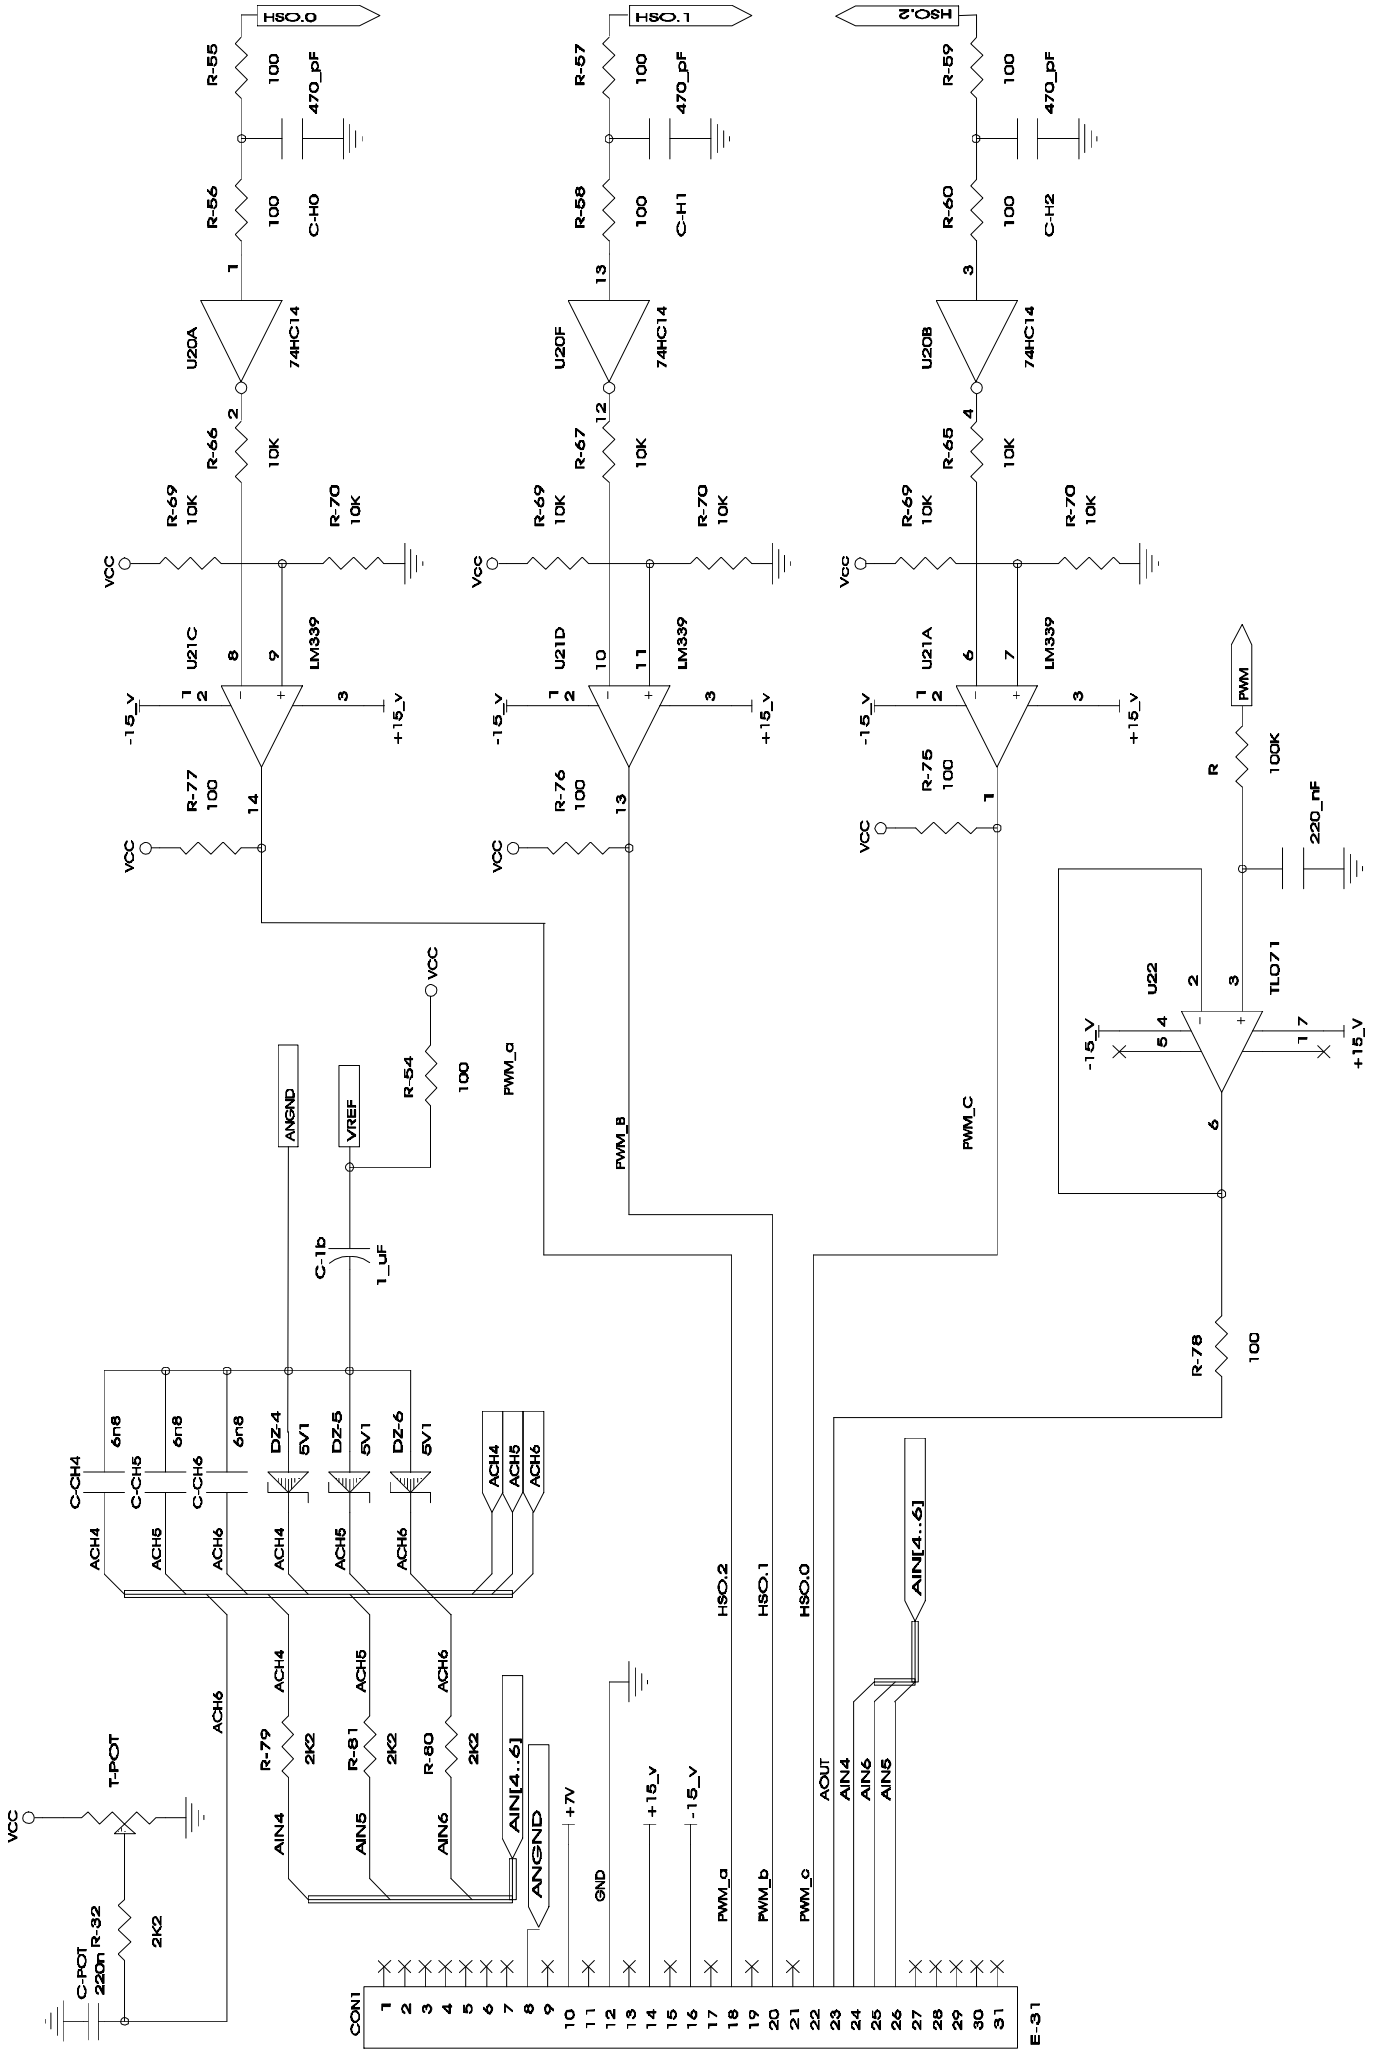 HSO.0
R-55
100
470_pF
R-56
100
C-H0
1
U20A
74HC14
2
R-66
10K
R-69
10K
R-70
10K
VCC
U21C
8
9
LM339
-15_v
12
3
+15_v
R-77
100
14
VCC
HSO.1
R-57
100
470_pF
R-58
100
C-H1
13
U20F
74HC14
12
R-67
10K
R-69
10K
R-70
10K
VCC
U21D
10
11
LM339
-15_v
12
3
+15_v
R-76
100
13
VCC
HSO.2
R-59
100
470_pF
R-60
100
C-H2
3
U20B
74HC14
4
R-65
10K
R-69
10K
R-70
10K
VCC
U21A
6
7
LM339
-15_v
12
3
+15_v
R-75
100
1
VCC
PWM
R
100K
220_nF
U22
2
3
TL071
-15_V
5
4
1
7
+15_V
6
R-78
100
PWM_a
PWM_B
PWM_C
VCC
R-54
100
ANGND
VREF
C-1b
1_uF
C-CH4
6n8
C-CH5
6n8
C-CH6
6n8
DZ-4
5V1
DZ-5
5V1
DZ-6
5V1
ACH4
ACH5
ACH6
ACH4
ACH5
ACH6
ACH4
ACH5
ACH6
ACH6
ACH4
ACH5
ACH6
R-79
2K2
R-81
2K2
R-80
2K2
AIN4
AIN5
AIN6
AIN[4..6]
ANGND
VCC
T-POT
R-32
2K2
C-POT
220n
+7V
GND
+15_v
-15_v
HSO.2
HSO.1
HSO.0
PWM_a
PWM_b
PWM_c
AOUT
AIN4
AIN6
AIN5
AIN[4..6]
CON1
1
2
3
4
5
6
7
8
9
10
11
12
13
14
15
16
17
18
19
20
21
22
23
24
25
26
27
28
29
30
31
E-31